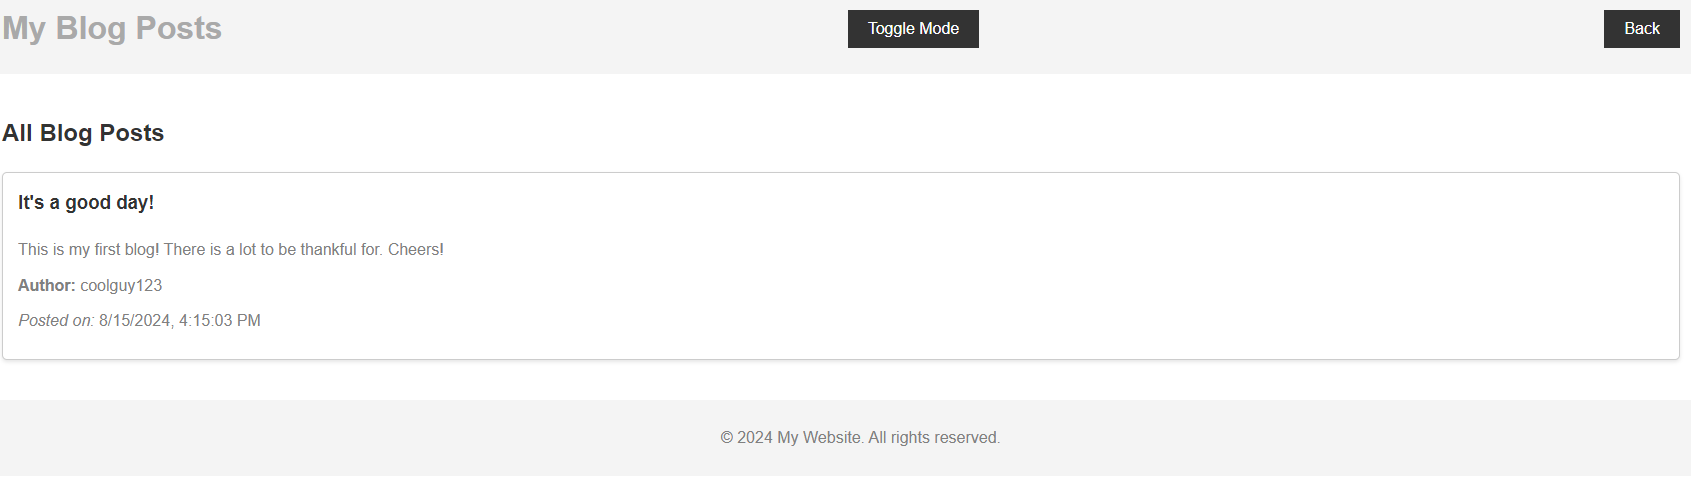 My Blog Posts
Toggle Mode
Back
All Blog Posts
It's a good day!
This is my first blog! There is a lot to be thankful for. Cheers!
Author: coolguy123
Posted on: 8/15/2024, 4:15:03 PM
© 2024 My Website. All rights reserved.